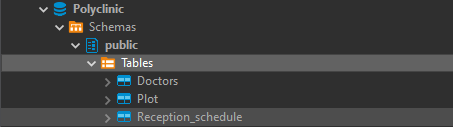 Polyclinic
Schemas
public
Tables
Doctors
Plot
Reception_schedule